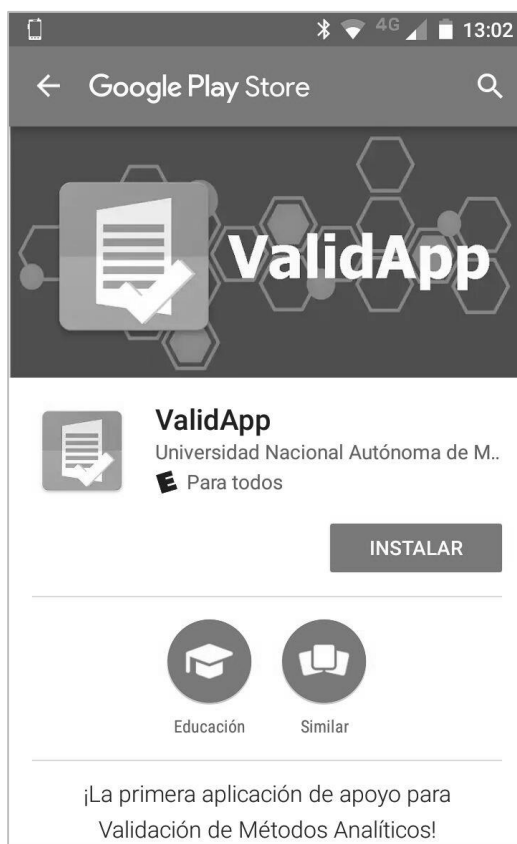 4G 13:02
Google Play Store
ValidApp
ValidApp
Universidad Nacional Autónoma de M..
E Para todos
INSTALAR
Educación Similar
¡La primera aplicación de apoyo para
Validación de Métodos Analíticos!